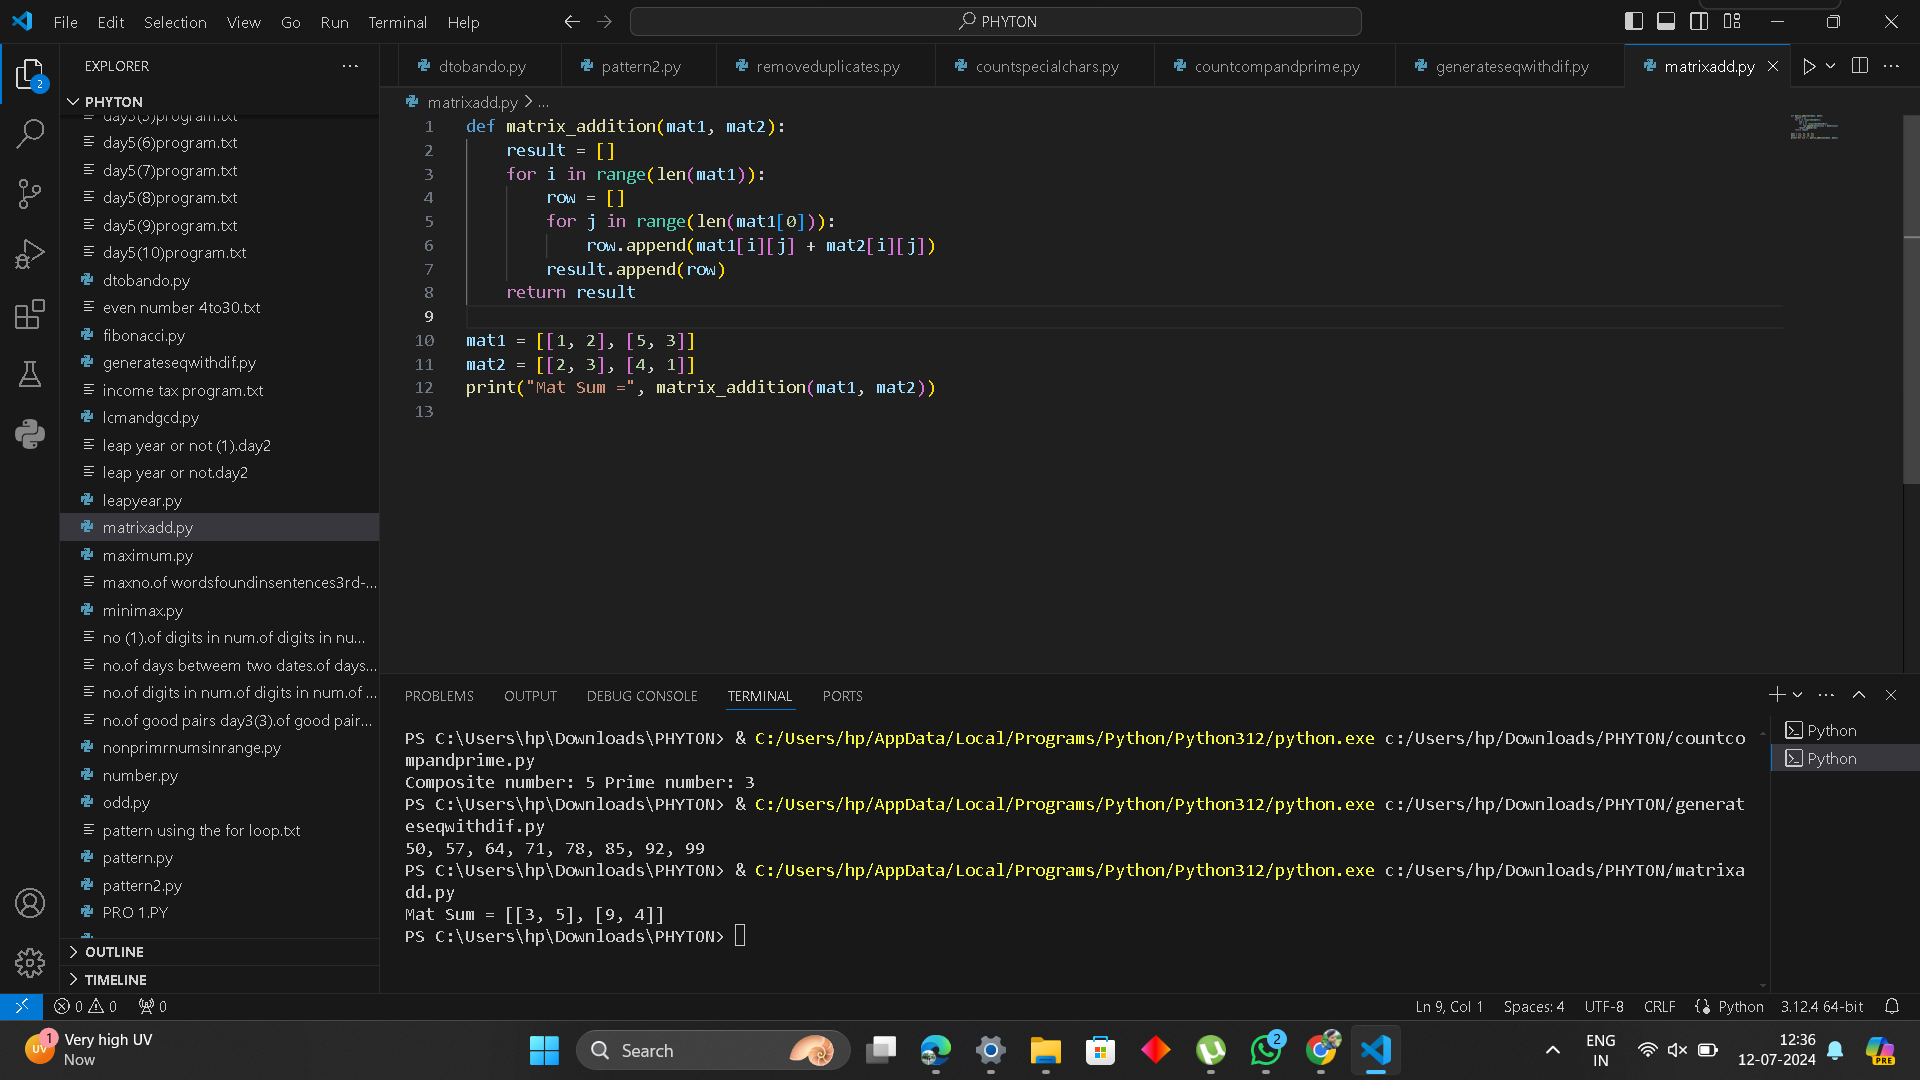 File Edit Selection View Go Run Terminal Help
PHYTON
EXPLORER
2
PHYTON
day5(6)program.txt
day5(7)program.txt
day5(8)program.txt
day5(9)program.txt
day5(10)program.txt
dtobando.py
even number 4to30.txt
fibonacci.py
generateseqwithdif.py
income tax program.txt
lcmandgcd.py
leap year or not (1).day2
leap year or not.day2
leapyear.py
matrixadd.py
maximum.py
maxno.of wordsfoundinsentences3rd-...
minimax.py
no (1).of digits in num.of digits in nu...
no.of days betweem two dates.of days...
no.of digits in num.of digits in num.of ...
no.of good pairs day3(3).of good pair...
nonprimrnumsinrange.py
number.py
odd.py
pattern using the for loop.txt
pattern.py
pattern2.py
PRO 1.PY
OUTLINE
TIMELINE
dtobando.py pattern2.py removeduplicates.py countspecialchars.py countcompandprime.py generateseqwithdif.py matrixadd.py
matrixadd.py > ...
1 def matrix_addition(mat1, mat2):
2 result = []
3 for i in range(len(mat1)):
4 row = []
5 for j in range(len(mat1[0])):
6 row.append(mat1[i][j] + mat2[i][j])
7 result.append(row)
8 return result
9
10 mat1 = [[1, 2], [5, 3]]
11 mat2 = [[2, 3], [4, 1]]
12 print("Mat Sum =", matrix_addition(mat1, mat2))
13
PROBLEMS OUTPUT DEBUG CONSOLE TERMINAL PORTS
PS C:\Users\hp\Downloads\PHYTON> & C:/Users/hp/AppData/Local/Programs/Python/Python312/python.exe c:/Users/hp/Downloads/PHYTON/countco
mpandprime.py
Composite number: 5 Prime number: 3
PS C:\Users\hp\Downloads\PHYTON> & C:/Users/hp/AppData/Local/Programs/Python/Python312/python.exe c:/Users/hp/Downloads/PHYTON/generat
eseqwithdif.py
50, 57, 64, 71, 78, 85, 92, 99
PS C:\Users\hp\Downloads\PHYTON> & C:/Users/hp/AppData/Local/Programs/Python/Python312/python.exe c:/Users/hp/Downloads/PHYTON/matrixa
dd.py
Mat Sum = [[3, 5], [9, 4]]
PS C:\Users\hp\Downloads\PHYTON>
Python
Python
0 0 0
Ln 9, Col 1 Spaces: 4 UTF-8 CRLF Python 3.12.4 64-bit
UV 1
Very high UV
Now
Search
2
ENG
IN
12:36
12-07-2024
PRE